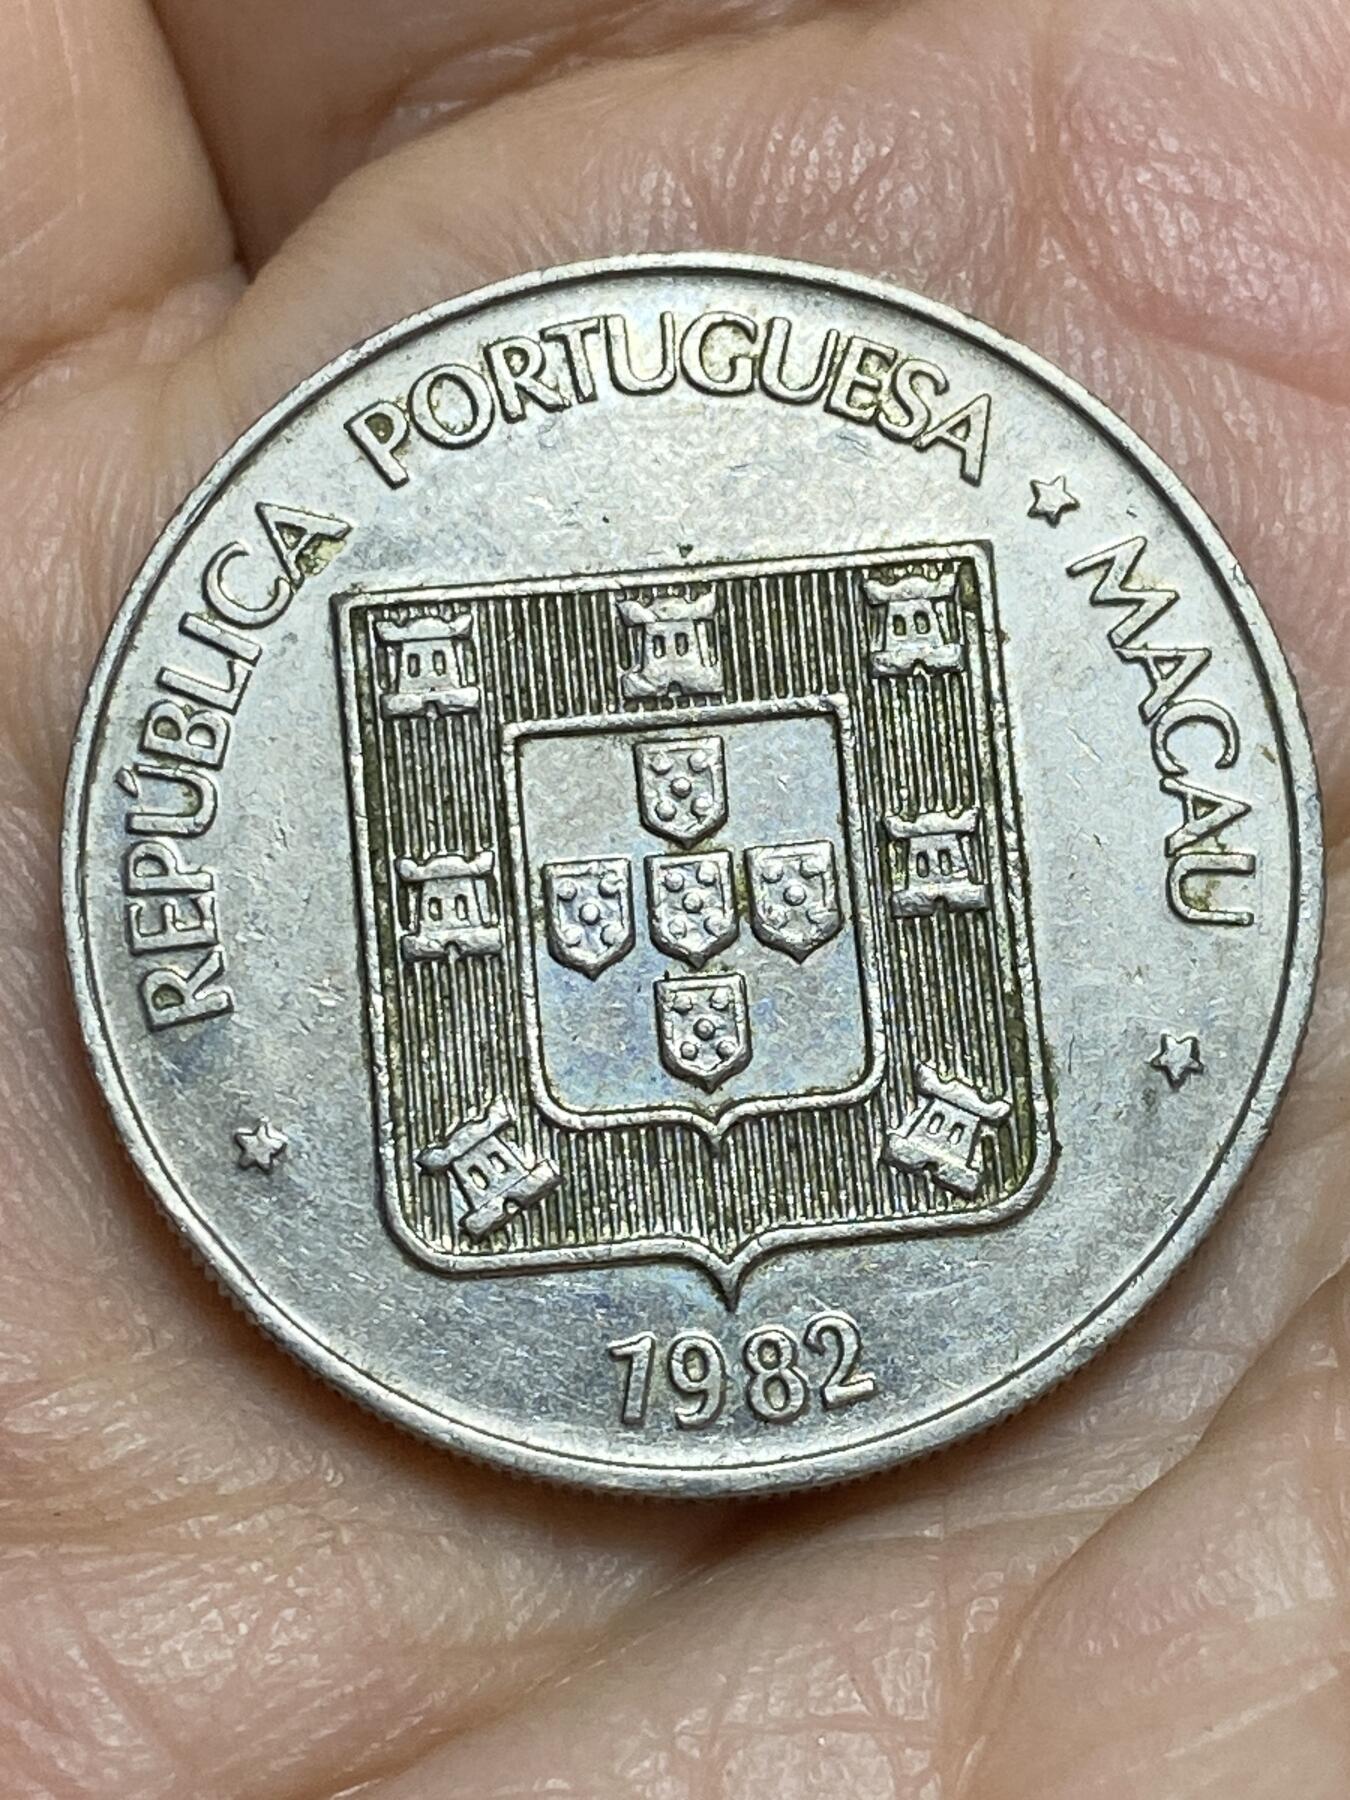 REPÚBLICA PORTUGUESA ☆ MACAU ☆ ☆
1982